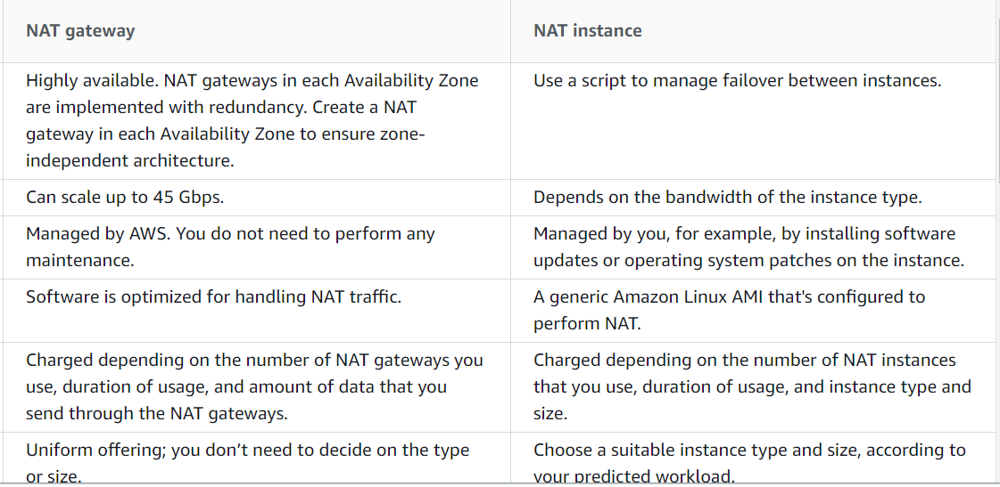 NAT gateway
NAT instance
Highly available. NAT gateways in each Availability Zone
are implemented with redundancy. Create a NAT
gateway in each Availability Zone to ensure zone-
independent architecture.
Use a script to manage failover between instances.
Can scale up to 45 Gbps.
Depends on the bandwidth of the instance type.
Managed by AWS. You do not need to perform any
maintenance.
Managed by you, for example, by installing software
updates or operating system patches on the instance.
Software is optimized for handling NAT traffic.
A generic Amazon Linux AMI that's configured to
perform NAT.
Charged depending on the number of NAT gateways you
use, duration of usage, and amount of data that you
send through the NAT gateways.
Charged depending on the number of NAT instances
that you use, duration of usage, and instance type and
size.
Uniform offering; you don’t need to decide on the type
or size.
Choose a suitable instance type and size, according to
your predicted workload.